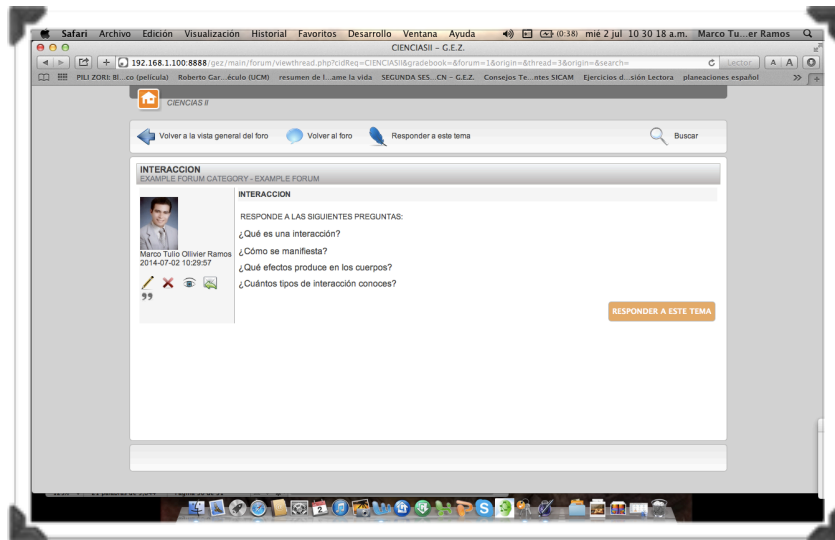 Safari Archivo Edición Visualización Historial Favoritos Desarrollo Ventana Ayuda (0:38) mié 2 jul 10 30 18 a.m. Marco Tu...er Ramos
CIENCIASII – G.E.Z.
192.168.1.100:8888/gez/main/forum/viewthread.php?cidReq=CIENCIASII&gradebook=&forum=1&origin=&thread=3&origin=&search= Lector A A
PILI ZORI: Bl...co (película) Roberto Gar...éculo (UCM) resumen de l...ame la vida SEGUNDA SES...CN – G.E.Z. Consejos Te...ntes SICAM Ejercicios d...sión Lectora planeaciones español
CIENCIAS II
Volver a la vista general del foro Volver al foro Responder a este tema Buscar
INTERACCION
EXAMPLE FORUM CATEGORY - EXAMPLE FORUM
INTERACCION
RESPONDE A LAS SIGUIENTES PREGUNTAS:
¿Qué es una interacción?
¿Cómo se manifiesta?
¿Qué efectos produce en los cuerpos?
¿Cuántos tipos de interacción conoces?
Marco Tulio Ollivier Ramos
2014-07-02 10:29:57
RESPONDER A ESTE TEMA